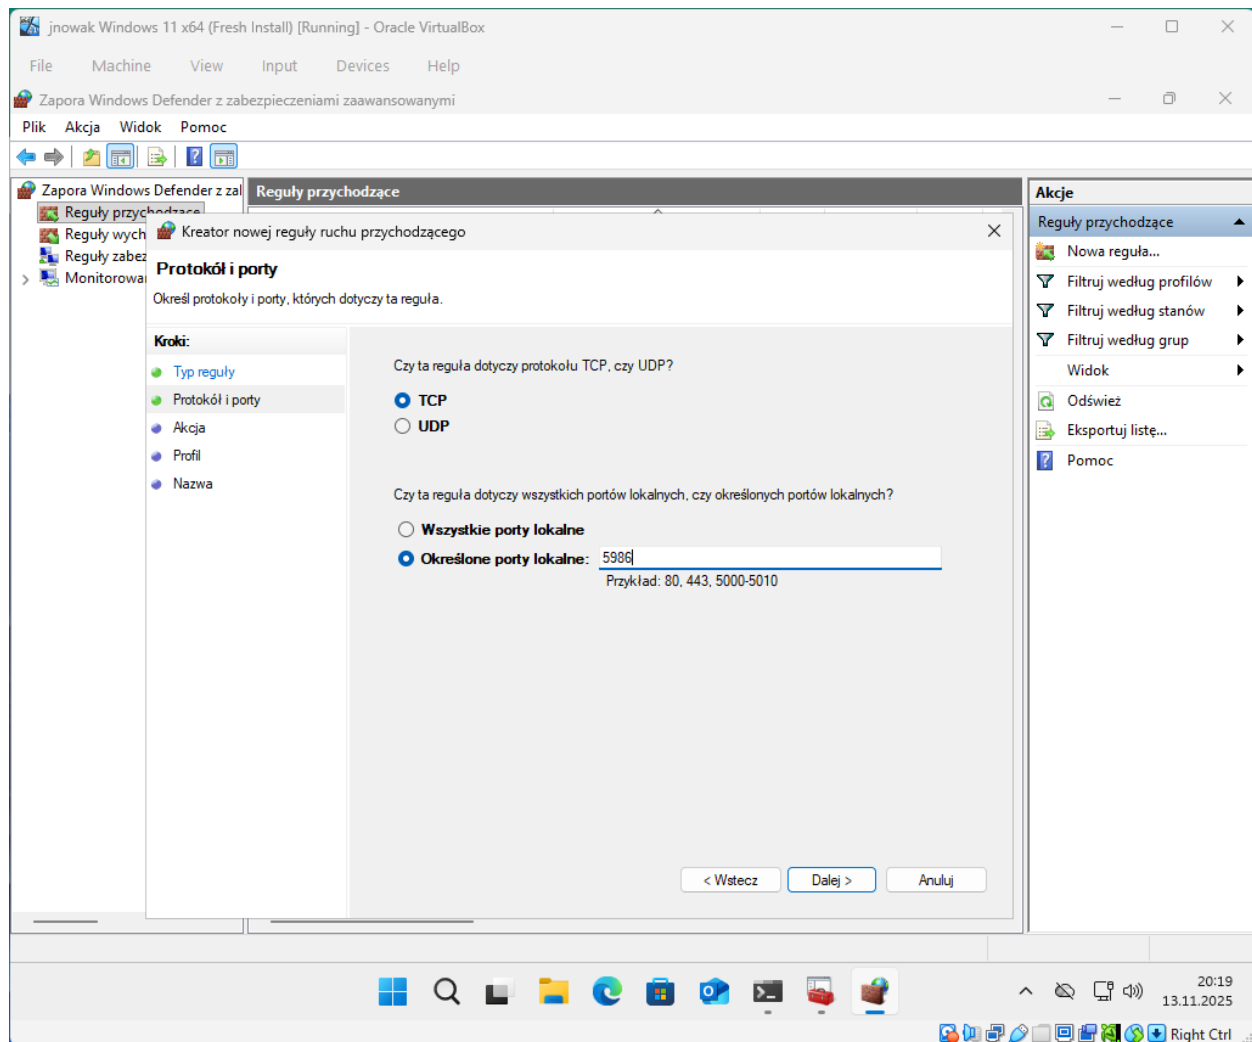 jnowak Windows 11 x64 (Fresh Install) [Running] - Oracle VirtualBox
File Machine View Input Devices Help
Zapora Windows Defender z zabezpieczeniami zaawansowanymi
Plik Akcja Widok Pomoc
Zapora Windows Defender z zal
Reguły przychodzące
Reguły wych
Reguły zabez
Monitorowa
Reguły przychodzące
Kreator nowej reguły ruchu przychodzącego
Protokół i porty
Określ protokoły i porty, których dotyczy ta reguła.
Kroki:
Typ reguły
Protokół i porty
Akcja
Profil
Nazwa
Czy ta reguła dotyczy protokołu TCP, czy UDP?
TCP
UDP
Czy ta reguła dotyczy wszystkich portów lokalnych, czy określonych portów lokalnych?
Wszystkie porty lokalne
Określone porty lokalne: 5986
Przykład: 80, 443, 5000-5010
< Wstecz Dalej > Anuluj
Akcje
Reguły przychodzące
Nowa reguła...
Filtruj według profilów
Filtruj według stanów
Filtruj według grup
Widok
Odśwież
Eksportuj listę...
Pomoc
20:19
13.11.2025
Right Ctrl